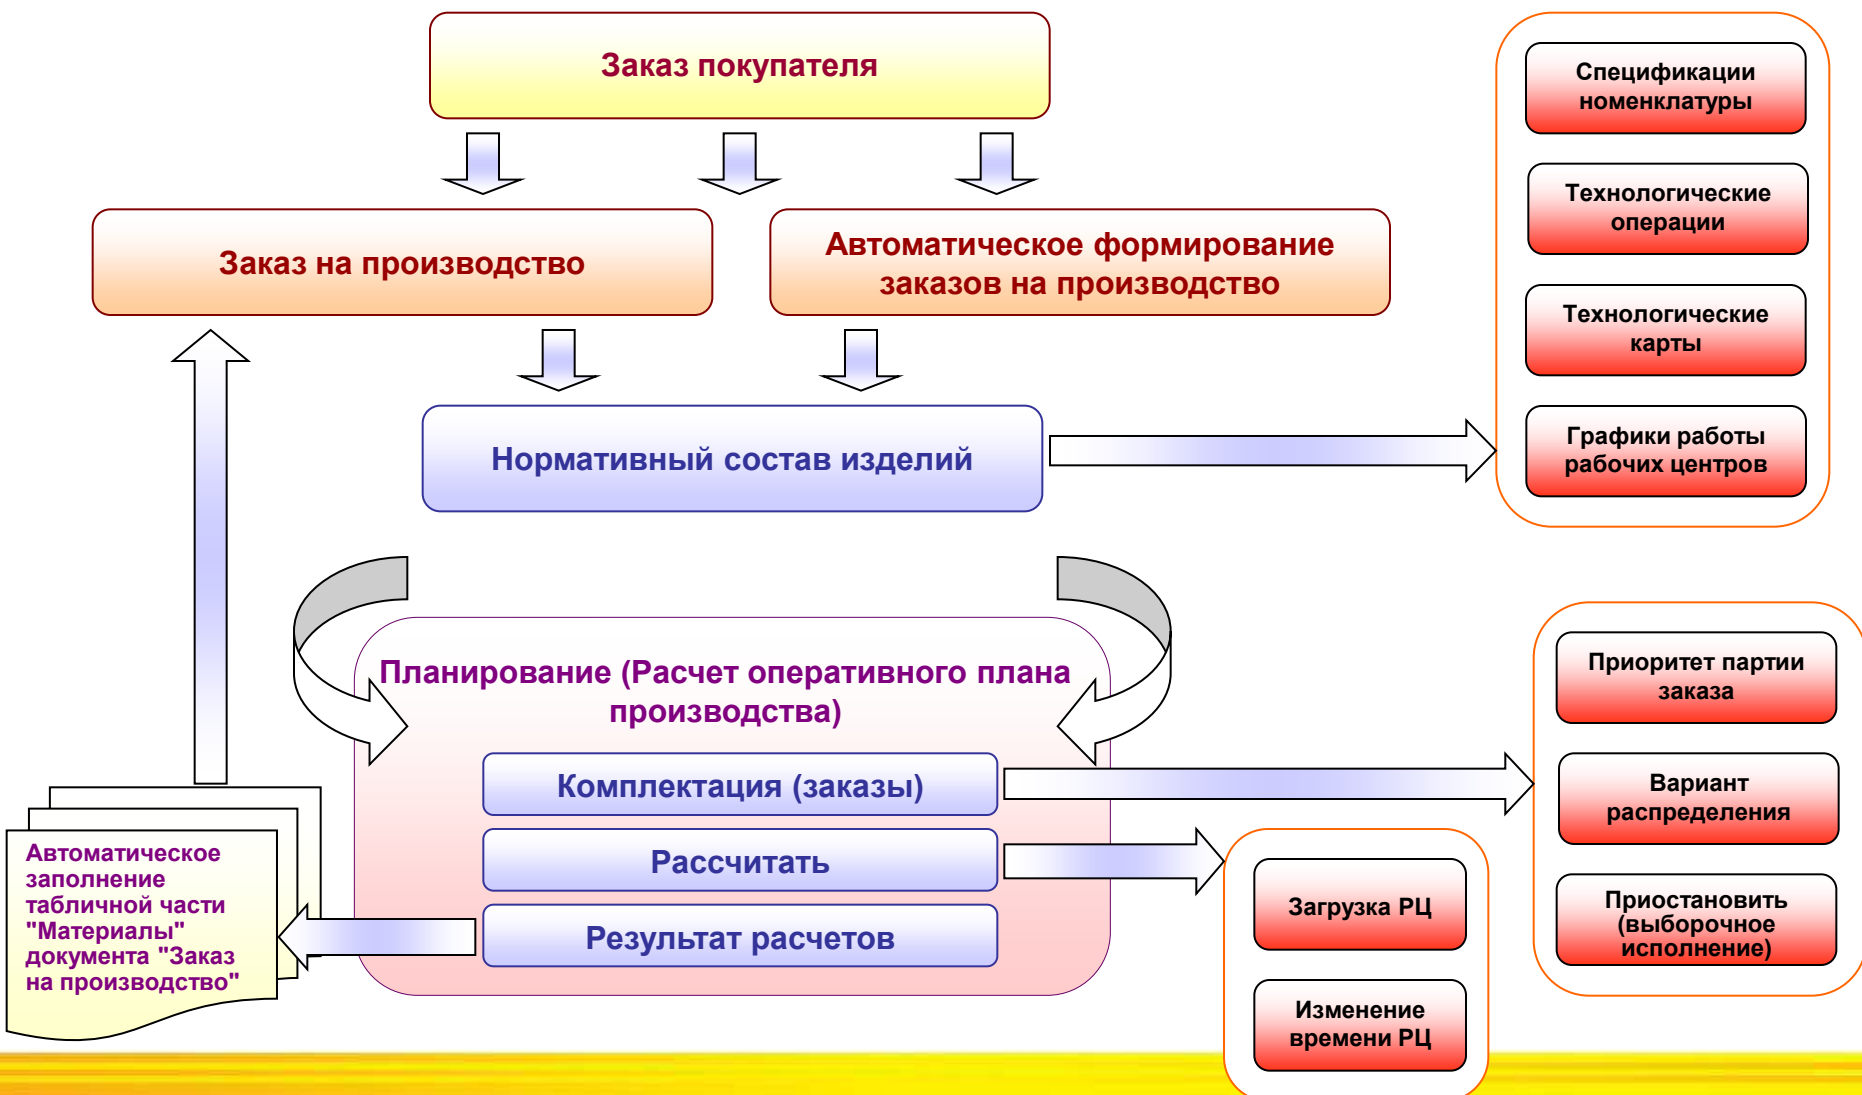 Заказ покупателя
Заказ на производство
Автоматическое формирование
заказов на производство
Нормативный состав изделий
Спецификации
номенклатуры
Технологические
операции
Технологические
карты
Графики работы
рабочих центров
Планирование (Расчет оперативного плана
производства)
Комплектация (заказы)
Рассчитать
Результат расчетов
Приоритет партии
заказа
Вариант
распределения
Приостановить
(выборочное
исполнение)
Загрузка РЦ
Изменение
времени РЦ
Автоматическое
заполнение
табличной части
"Материалы"
документа "Заказ
на производство"